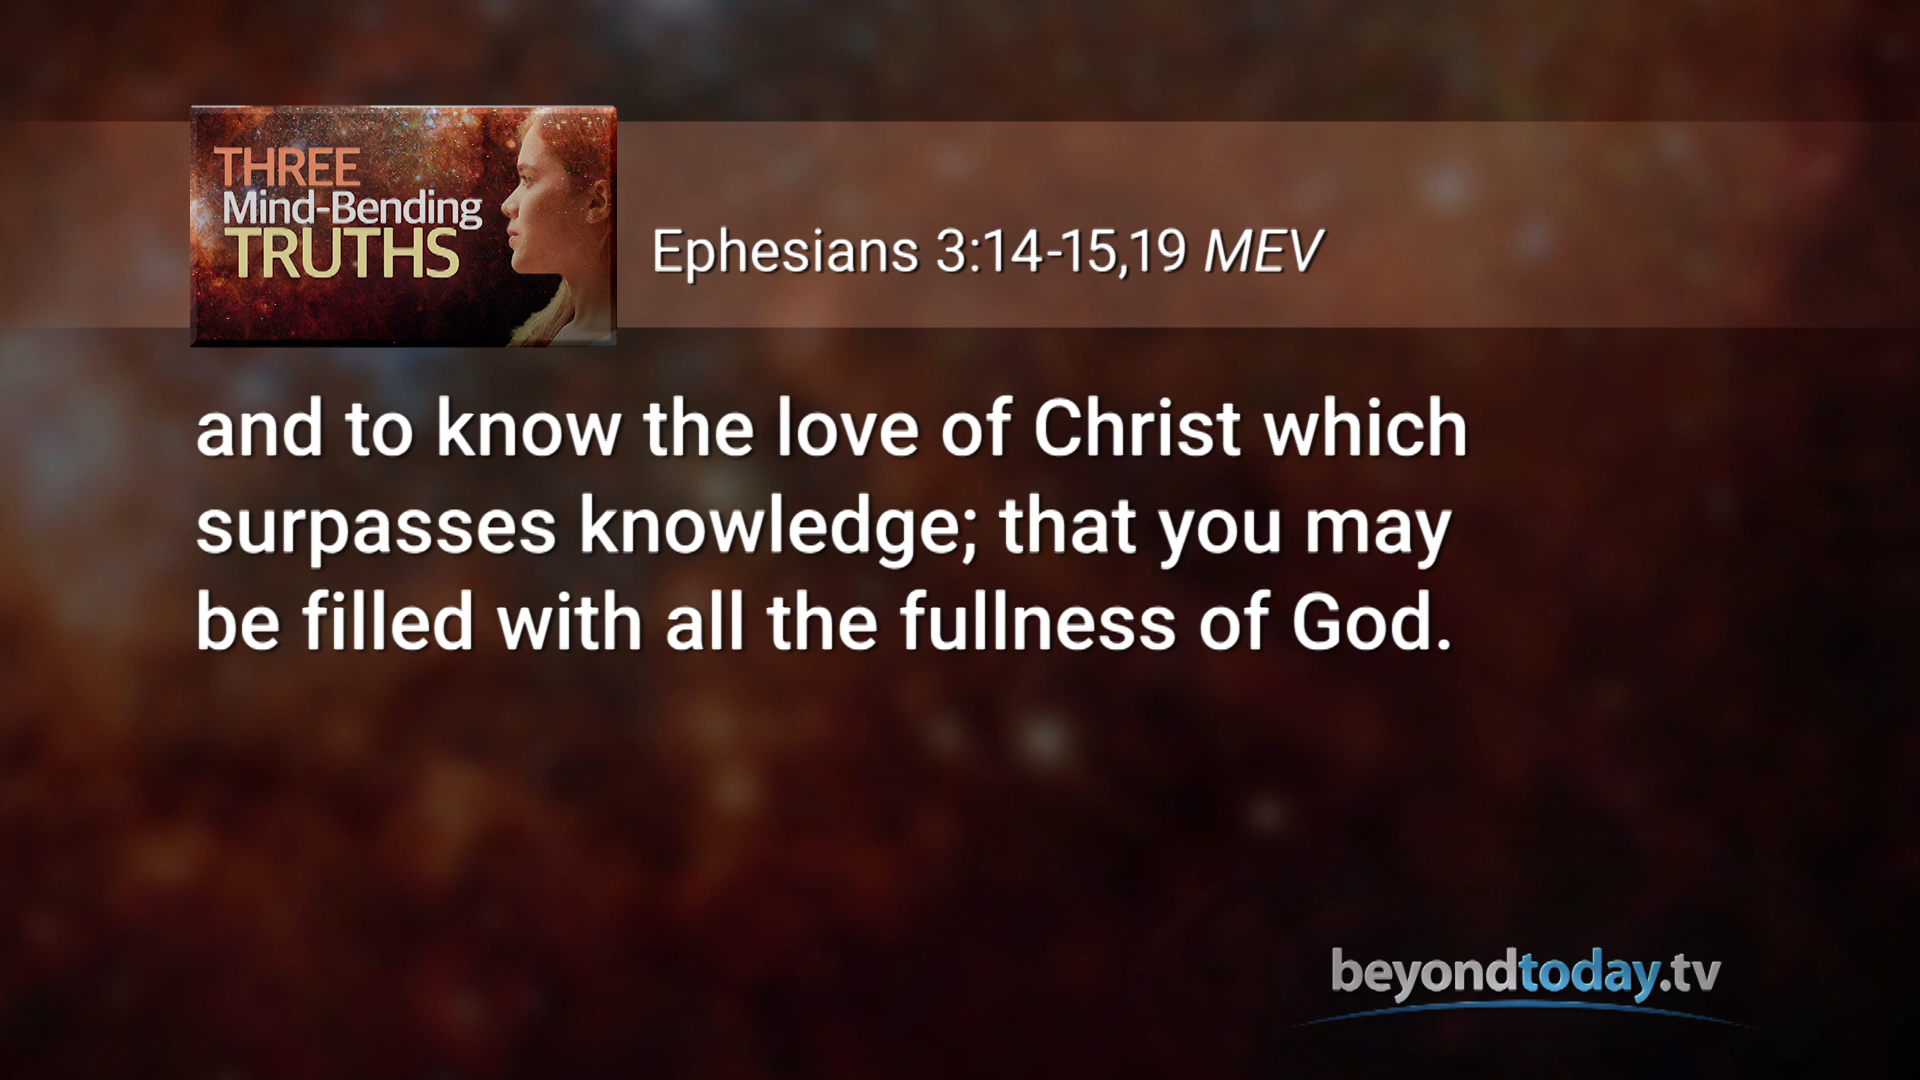 THREE
Mind-Bending
TRUTHS
Ephesians 3:14-15,19 MEV
and to know the love of Christ which
surpasses knowledge; that you may
be filled with all the fullness of God.
beyondtoday.tv